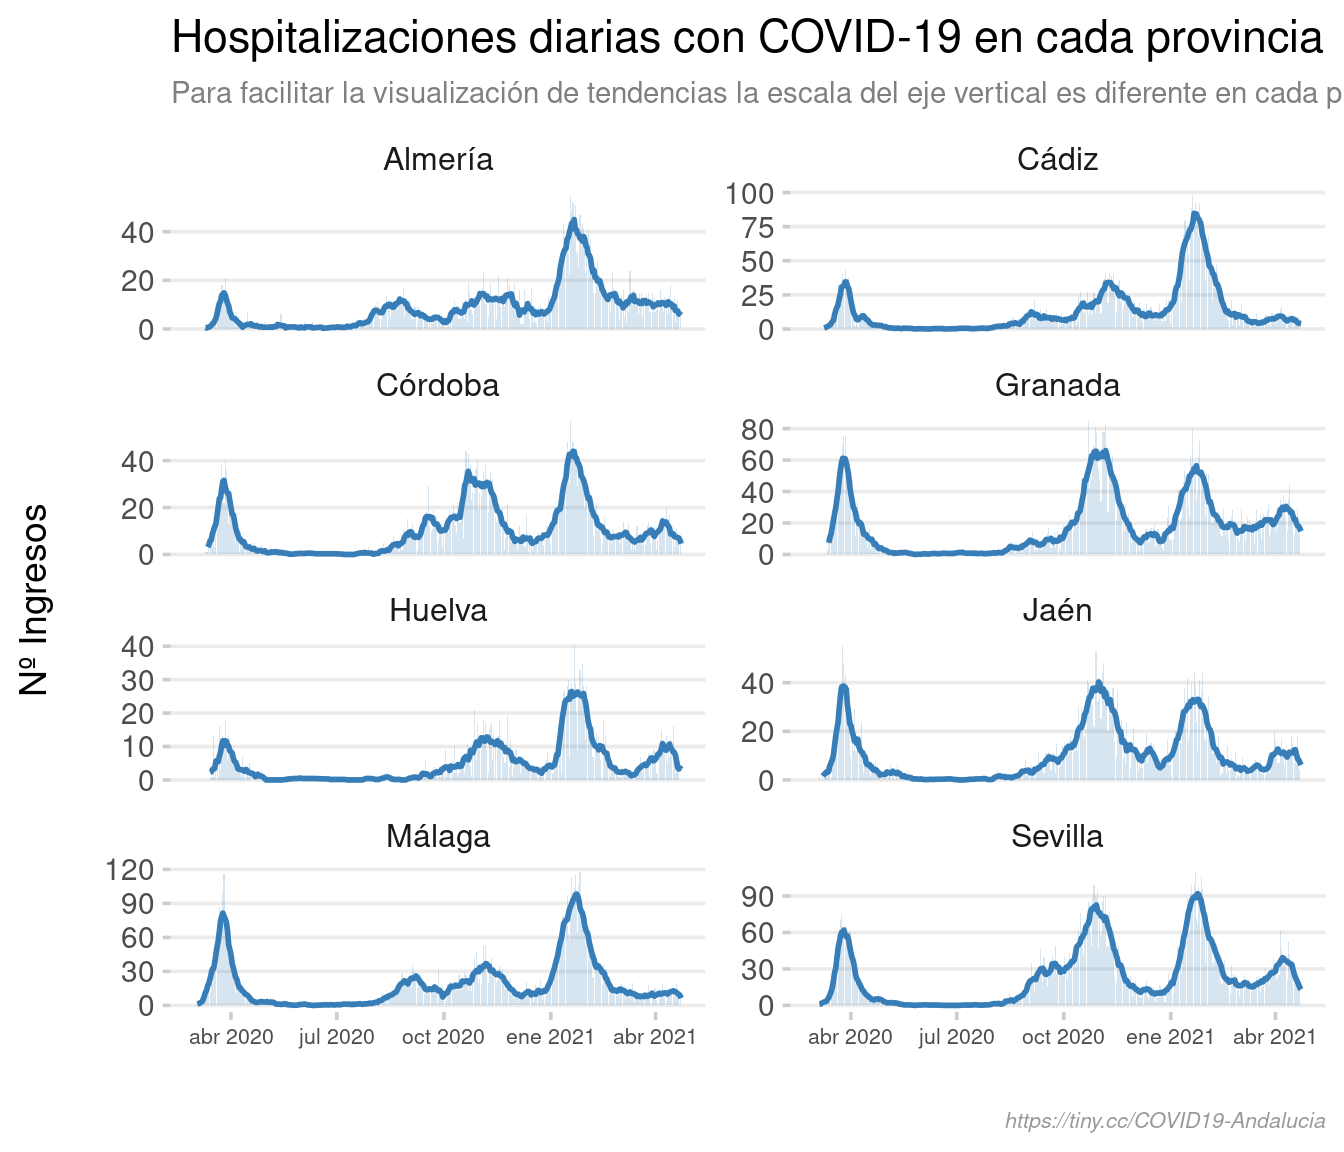 Hospitalizaciones diarias con COVID-19 en cada provincia
Para facilitar la visualización de tendencias la escala del eje vertical es diferente en cada p
Nº Ingresos
Almería
40
20
0
Cádiz
100
75
50
25
0
Córdoba
40
20
0
Granada
80
60
40
20
0
Huelva
40
30
20
10
0
Jaén
40
20
0
Málaga
120
90
60
30
0
abr 2020 jul 2020 oct 2020 ene 2021 abr 2021
Sevilla
90
60
30
0
abr 2020 jul 2020 oct 2020 ene 2021 abr 2021
https://tiny.cc/COVID19-Andalucia